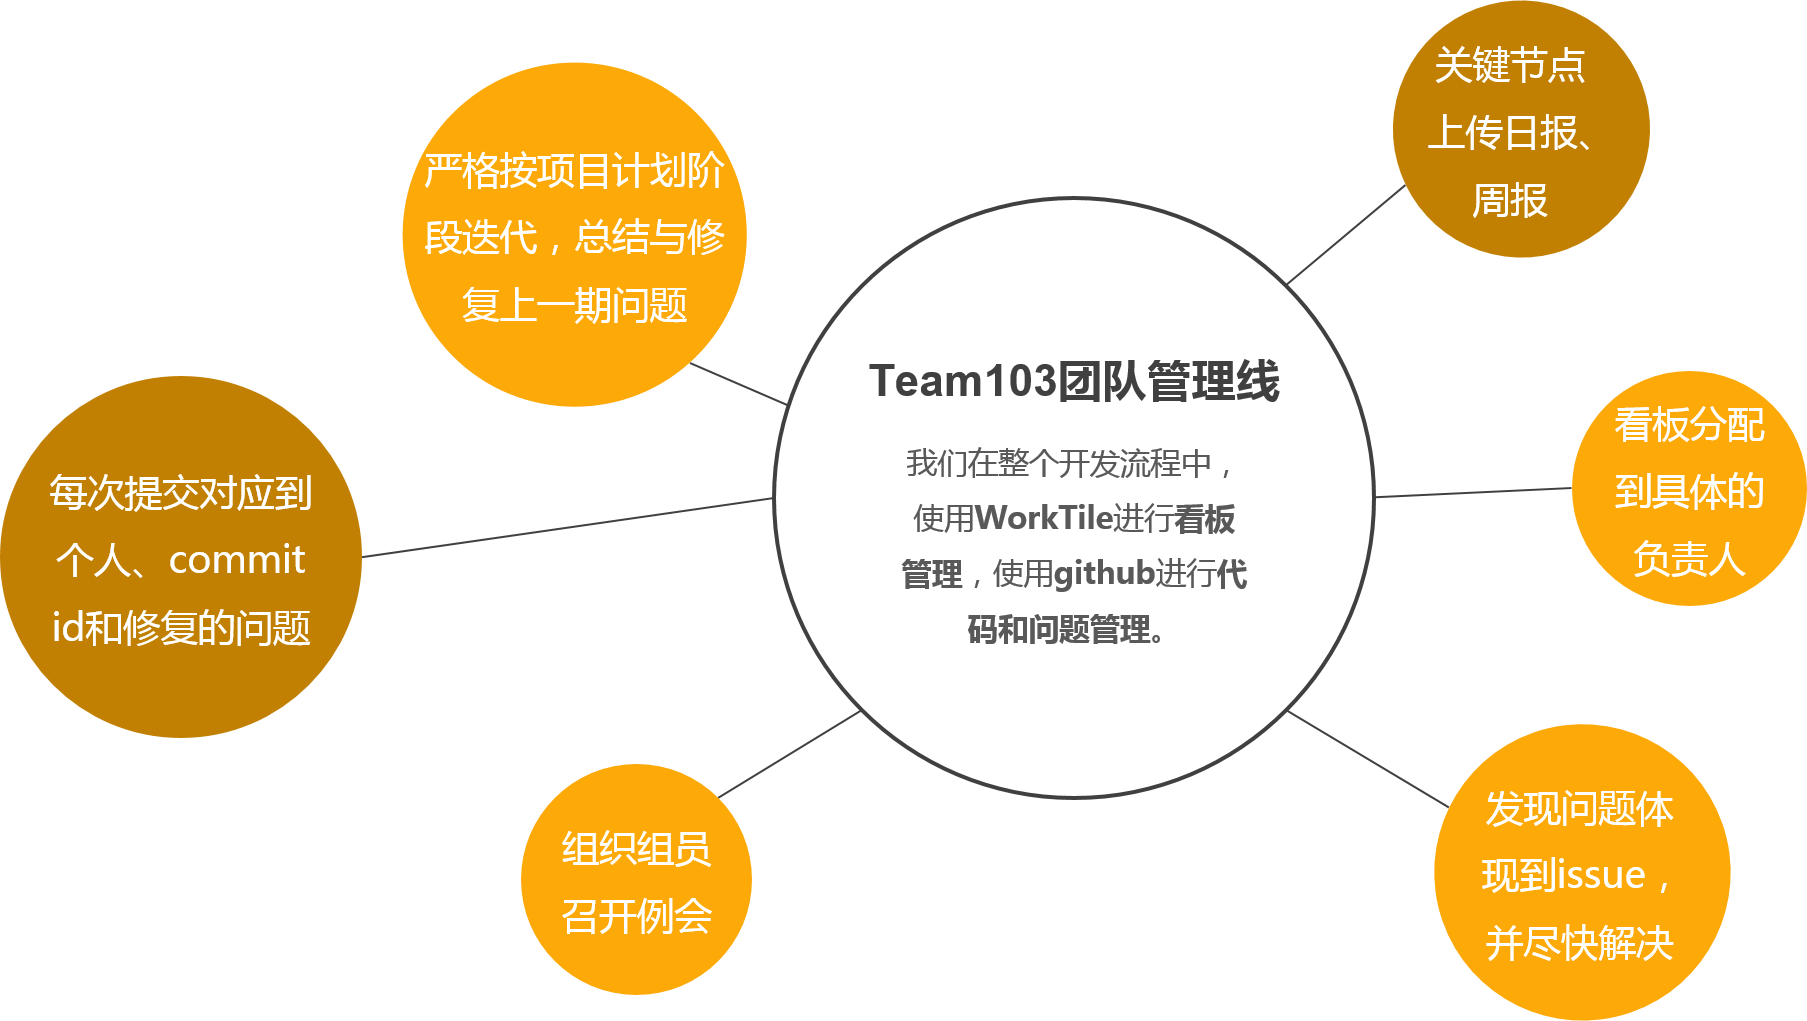 关键节点
上传日报、
周报
严格按项目计划阶
段迭代，总结与修
复上一期问题
Team103团队管理线
我们在整个开发流程中，
使用WorkTile进行看板
管理，使用github进行代
码和问题管理。
看板分配
到具体的
负责人
每次提交对应到
个人、commit
id和修复的问题
发现问题体
现到issue，
并尽快解决
组织组员
召开例会